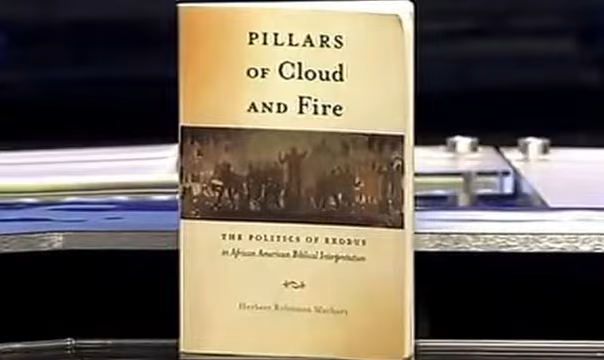 PILLARS
OF Cloud
AND Fire
THE POLITICS OF EXODUS
in African American Biblical Interpretation
Herbert Robinson Marbury